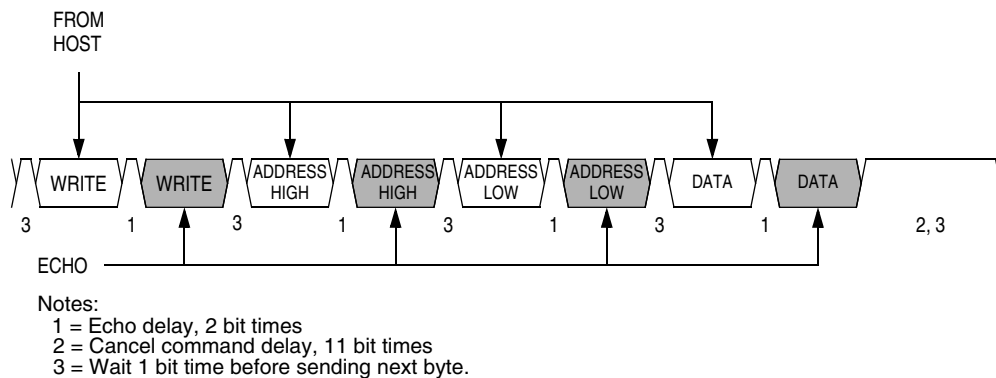 FROM
HOST
WRITE
WRITE
ADDRESS
HIGH
ADDRESS
HIGH
ADDRESS
LOW
ADDRESS
LOW
DATA
DATA
3 1 3 1 3 1 3 1 2, 3
ECHO
Notes:
1 = Echo delay, 2 bit times
2 = Cancel command delay, 11 bit times
3 = Wait 1 bit time before sending next byte.